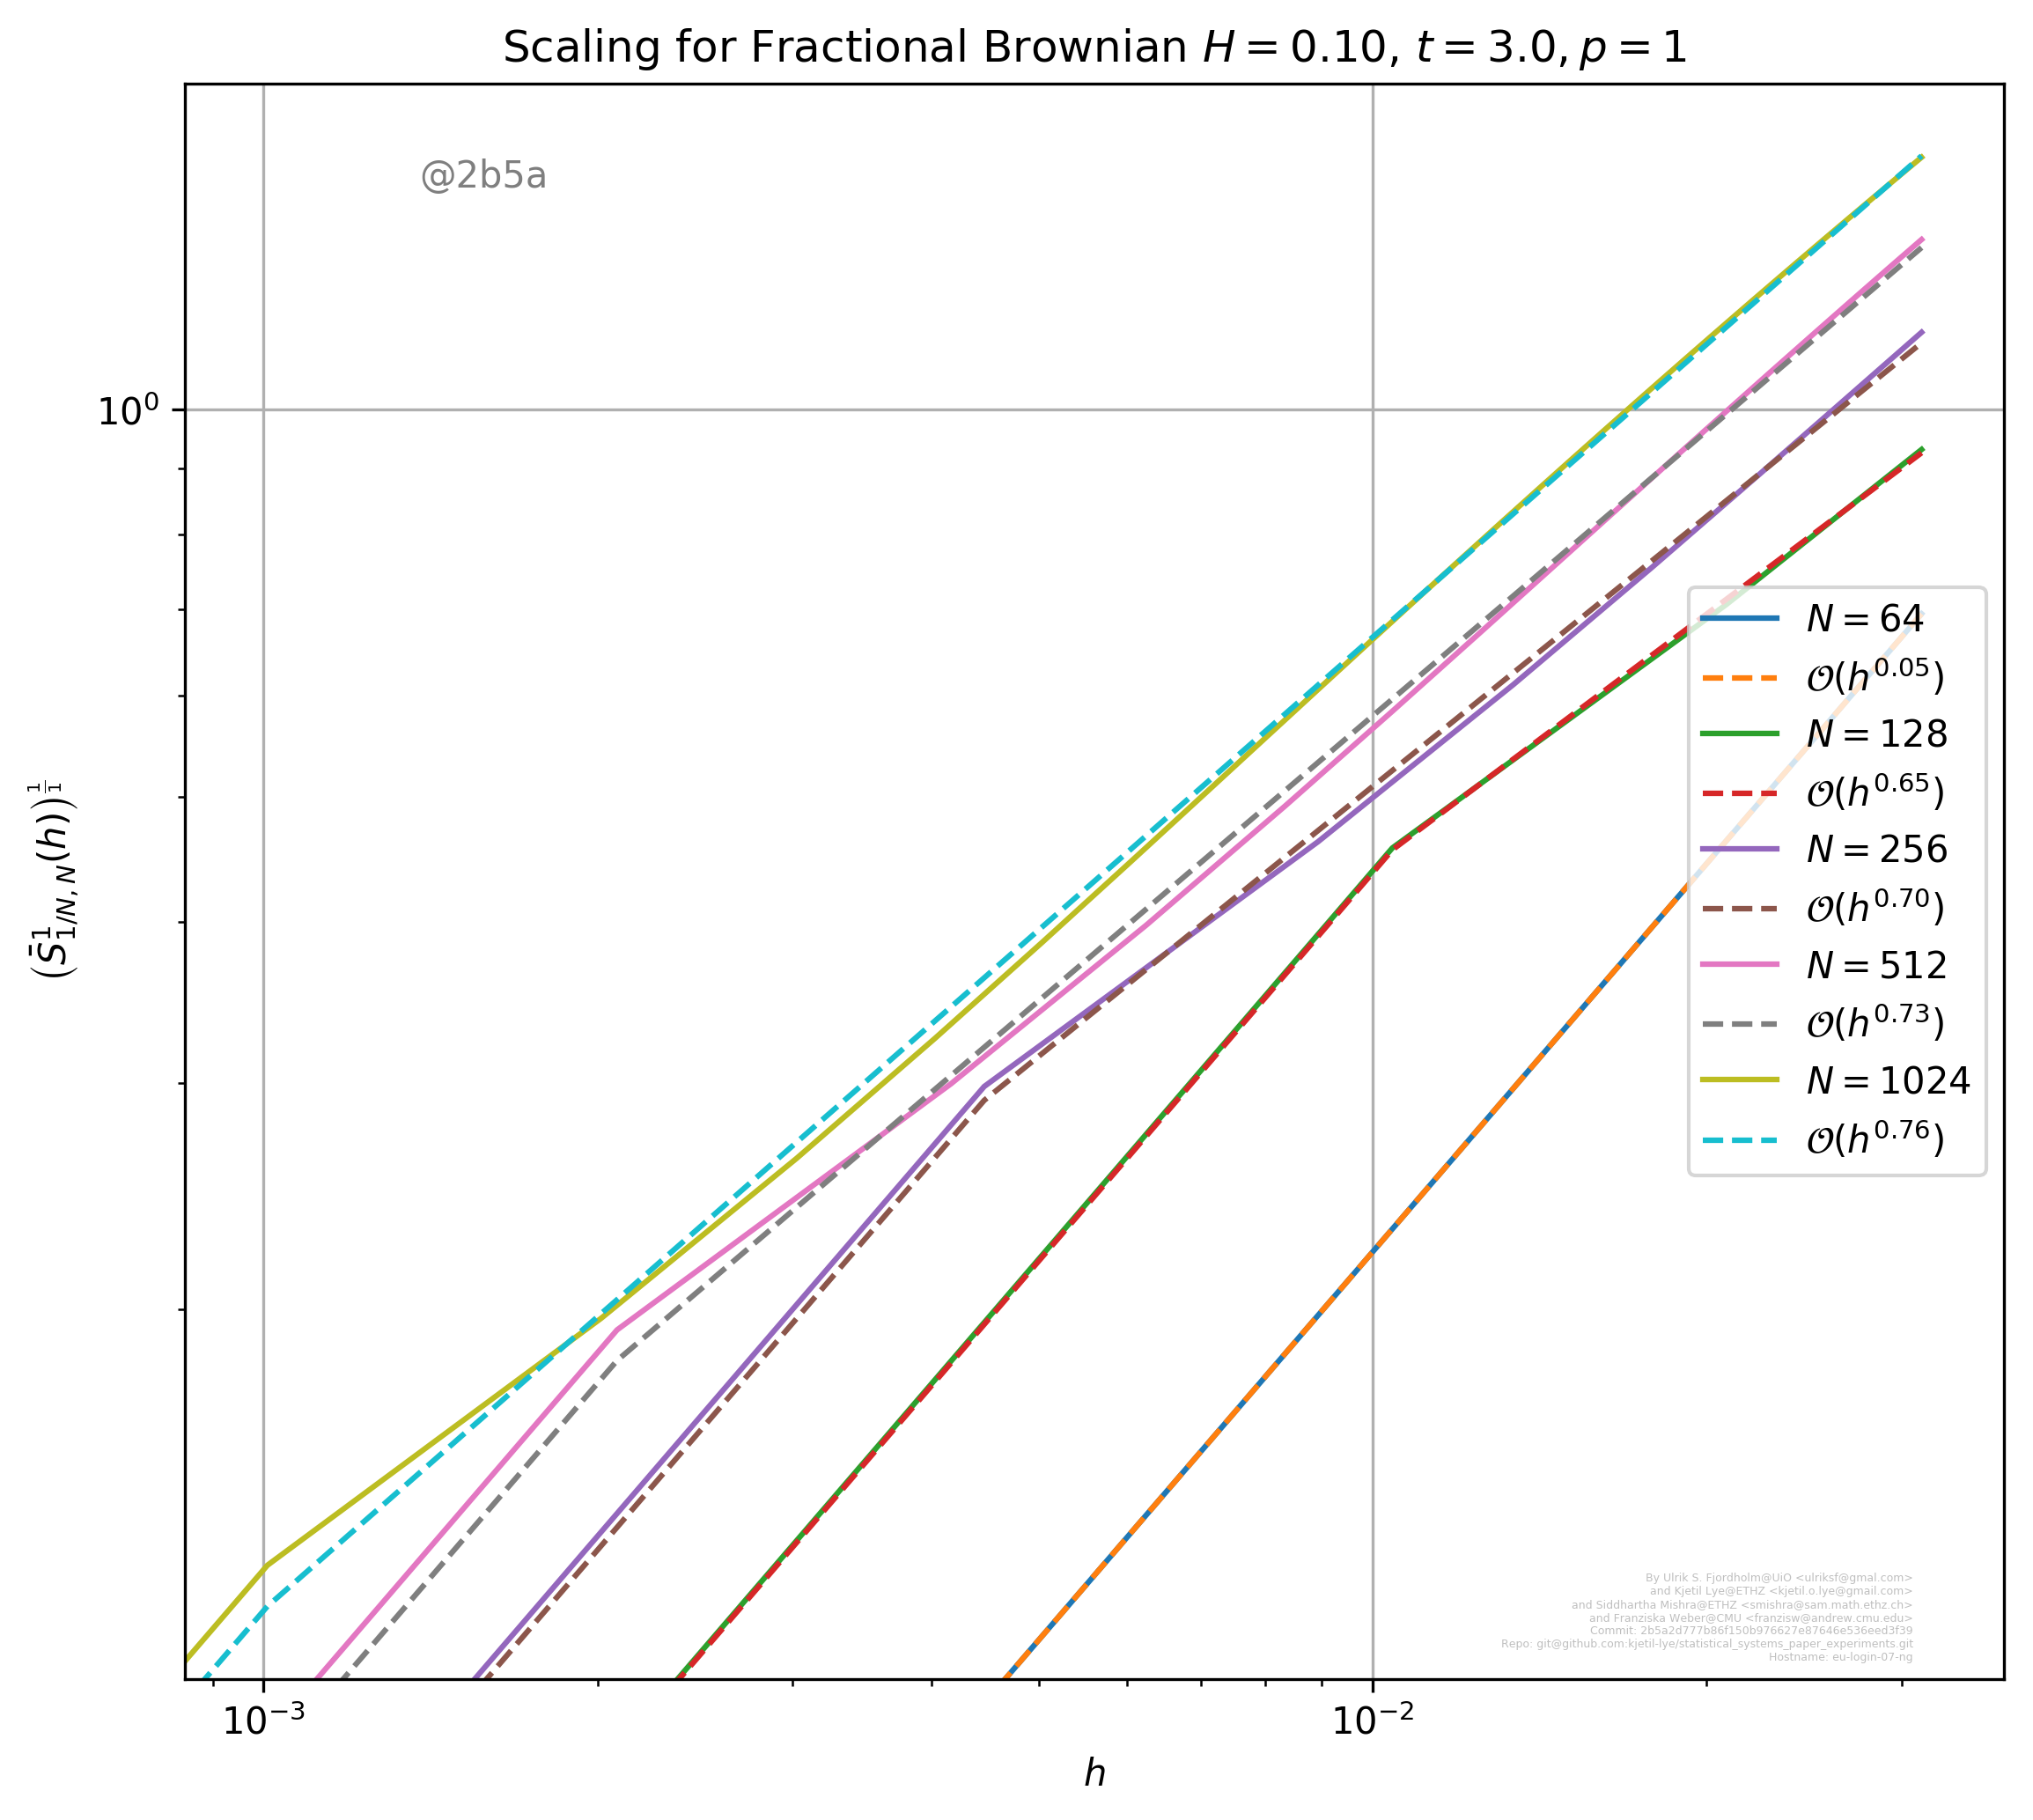 Scaling for Fractional Brownian H = 0.10, t = 3.0, p = 1
@2b5a
10⁰
(S̄¹₁/N, N(h))^(1/1)
N = 64
𝒪(h^0.05)
N = 128
𝒪(h^0.65)
N = 256
𝒪(h^0.70)
N = 512
𝒪(h^0.73)
N = 1024
𝒪(h^0.76)
By Ulrik S. Fjordholm@UiO <ulriksf@gmal.com>
and Kjetil Lye@ETHZ <kjetil.o.lye@gmail.com>
and Siddhartha Mishra@ETHZ <smishra@sam.math.ethz.ch>
and Franziska Weber@CMU <franzisw@andrew.cmu.edu>
Commit: 2b5a2d777b86f150b976627e87646e536eed3f39
Repo: git@github.com:kjetil-lye/statistical_systems_paper_experiments.git
Hostname: eu-login-07-ng
10⁻³
10⁻²
h